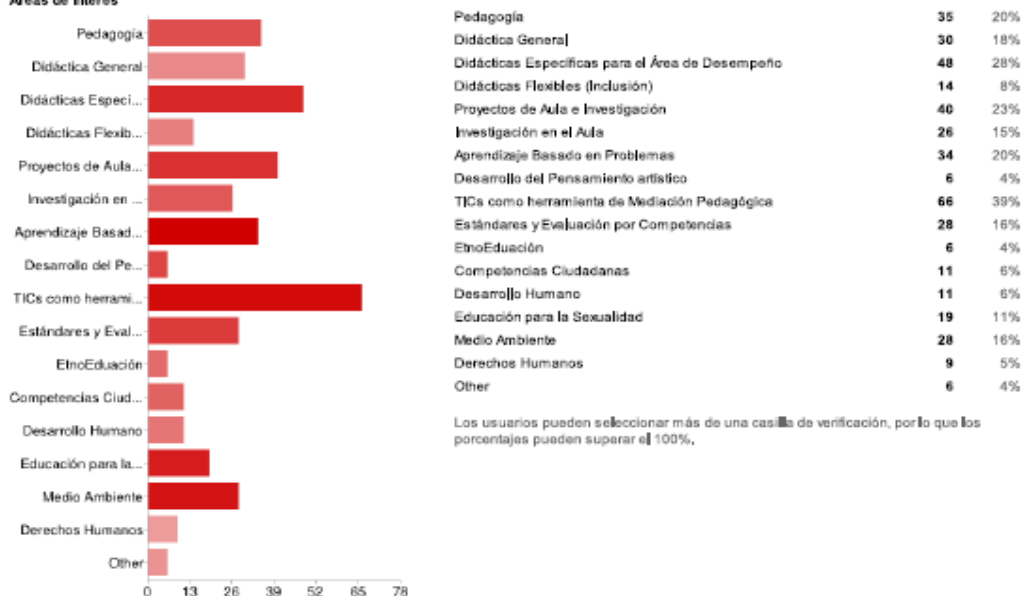 Áreas de Interés
Pedagogía
Didáctica General
Didácticas Especi...
Didácticas Flexib...
Proyectos de Aula...
Investigación en ...
Aprendizaje Basad...
Desarrollo del Pe...
TICs como herrami...
Estándares y Eval...
EtnoEduación
Competencias Ciud...
Desarrollo Humano
Educación para la...
Medio Ambiente
Derechos Humanos
Other
0 13 26 39 52 65 78
Pedagogía 35 20%
Didáctica General 30 18%
Didácticas Específicas para el Área de Desempeño 48 28%
Didácticas Flexibles (Inclusión) 14 8%
Proyectos de Aula e Investigación 40 23%
Investigación en el Aula 26 15%
Aprendizaje Basado en Problemas 34 20%
Desarrollo del Pensamiento artístico 6 4%
TICs como herramienta de Mediación Pedagógica 66 39%
Estándares y Evaluación por Competencias 28 16%
EtnoEduación 6 4%
Competencias Ciudadanas 11 6%
Desarrollo Humano 11 6%
Educación para la Sexualidad 19 11%
Medio Ambiente 28 16%
Derechos Humanos 9 5%
Other 6 4%
Los usuarios pueden seleccionar más de una casilla de verificación, por lo que los
porcentajes pueden superar el 100%.